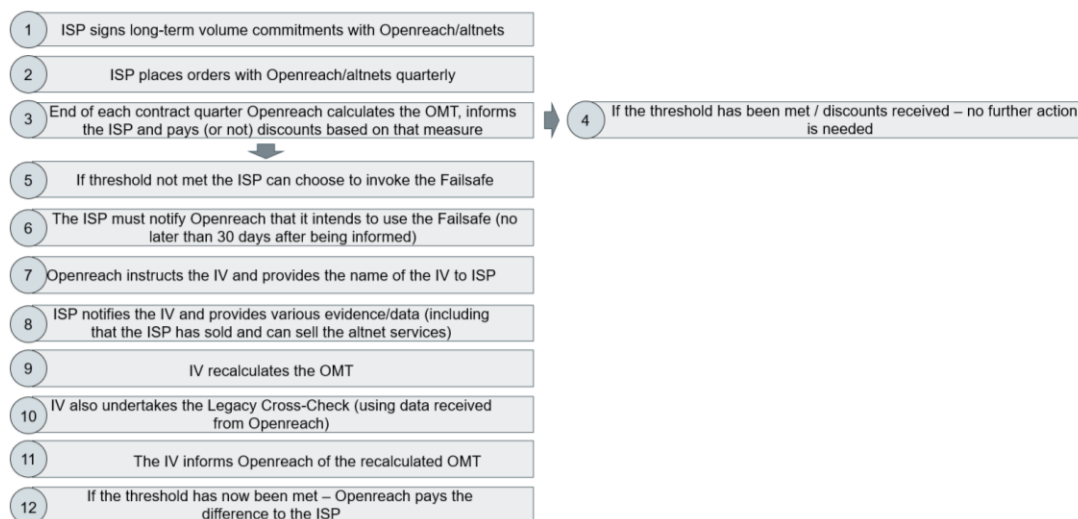 1
ISP signs long-term volume commitments with Openreach/altnets
2
ISP places orders with Openreach/altnets quarterly
3
End of each contract quarter Openreach calculates the OMT, informs
the ISP and pays (or not) discounts based on that measure
4
If the threshold has been met / discounts received – no further action
is needed
5
If threshold not met the ISP can choose to invoke the Failsafe
6
The ISP must notify Openreach that it intends to use the Failsafe (no
later than 30 days after being informed)
7
Openreach instructs the IV and provides the name of the IV to ISP
8
ISP notifies the IV and provides various evidence/data (including
that the ISP has sold and can sell the altnet services)
9
IV recalculates the OMT
10
IV also undertakes the Legacy Cross-Check (using data received
from Openreach)
11
The IV informs Openreach of the recalculated OMT
12
If the threshold has now been met – Openreach pays the
difference to the ISP